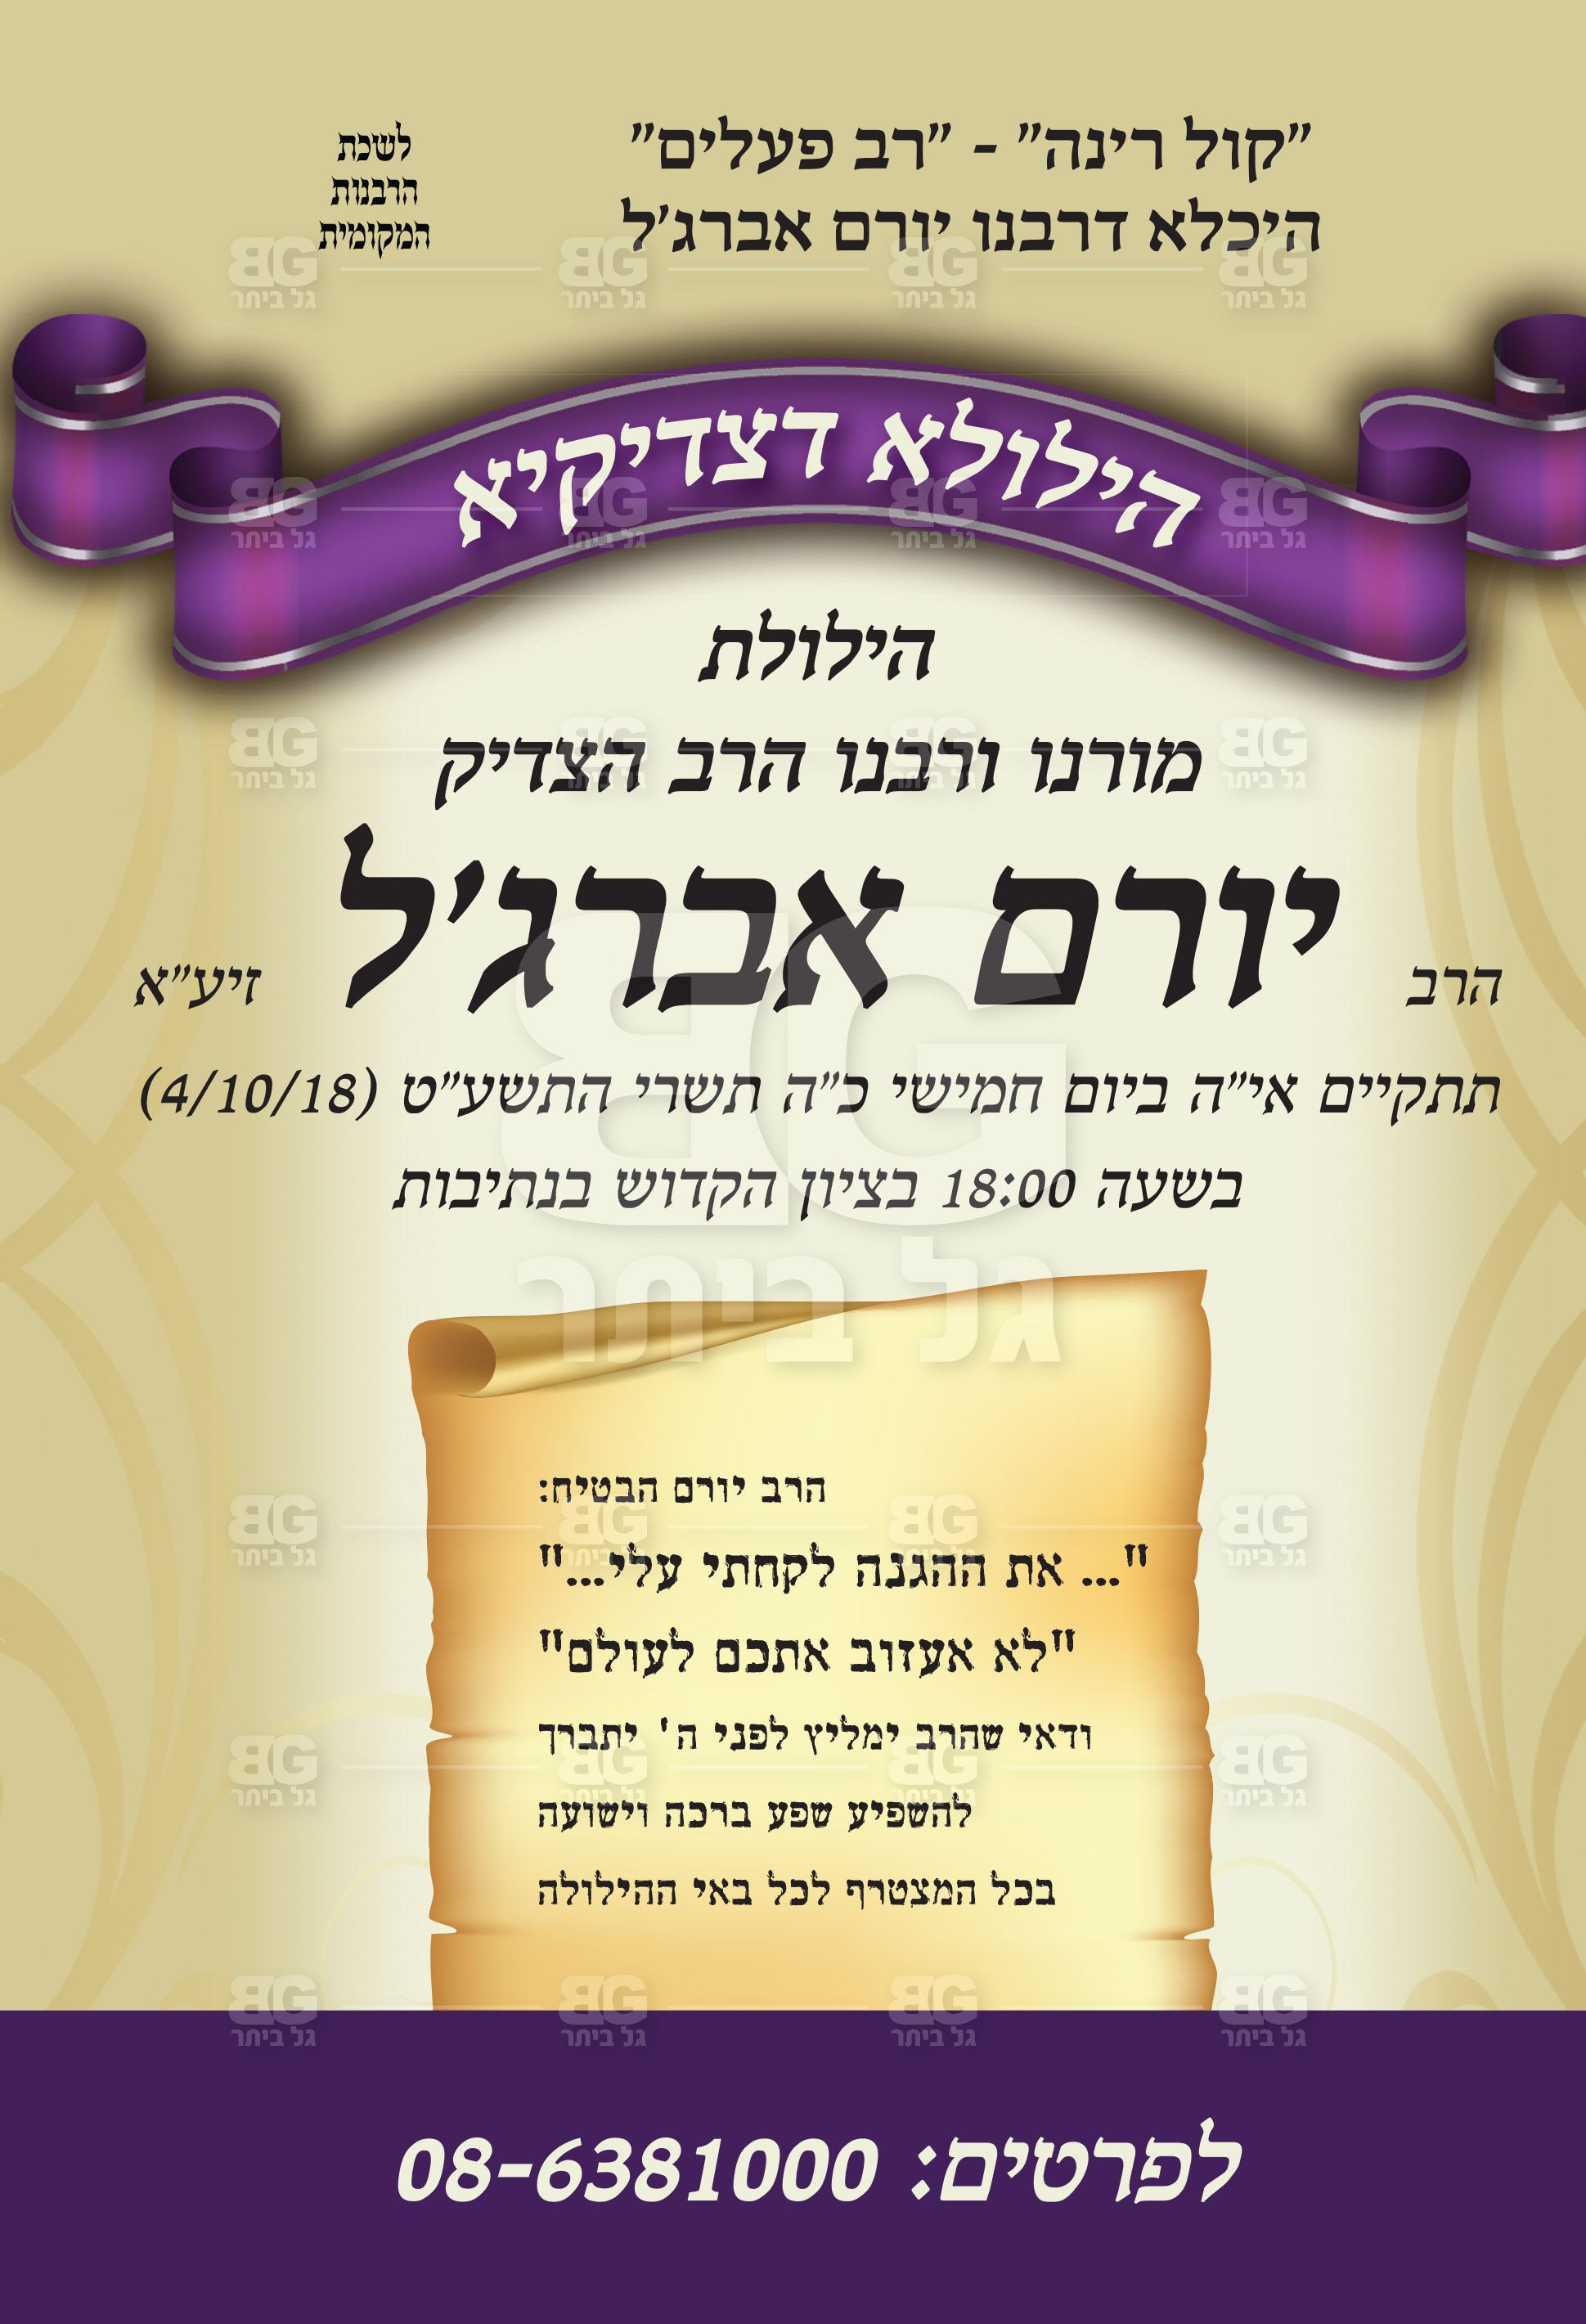 "קול רינה" - "רב פעלים"
היכלא דרבנו יורם אברג'ל
לשכת
הרבנות
המקומית
הילולא דצדיקיא
הילולת
מורנו ורבנו הרב הצדיק
הרב יורם אברג'ל זיע"א
תתקיים אי"ה ביום חמישי כ"ה תשרי התשע"ט (4/10/18)
בשעה 18:00 בציון הקדוש בנתיבות
הרב יורם הבטיח:
"... את ההגנה לקחתי עלי..."
"לא אעזוב אתכם לעולם"
ודאי שהרב ימליץ לפני ה' יתברך
להשפיע שפע ברכה וישועה
בכל המצטרף לכל באי ההילולה
לפרטים: 08-6381000
BG
גל ביתר